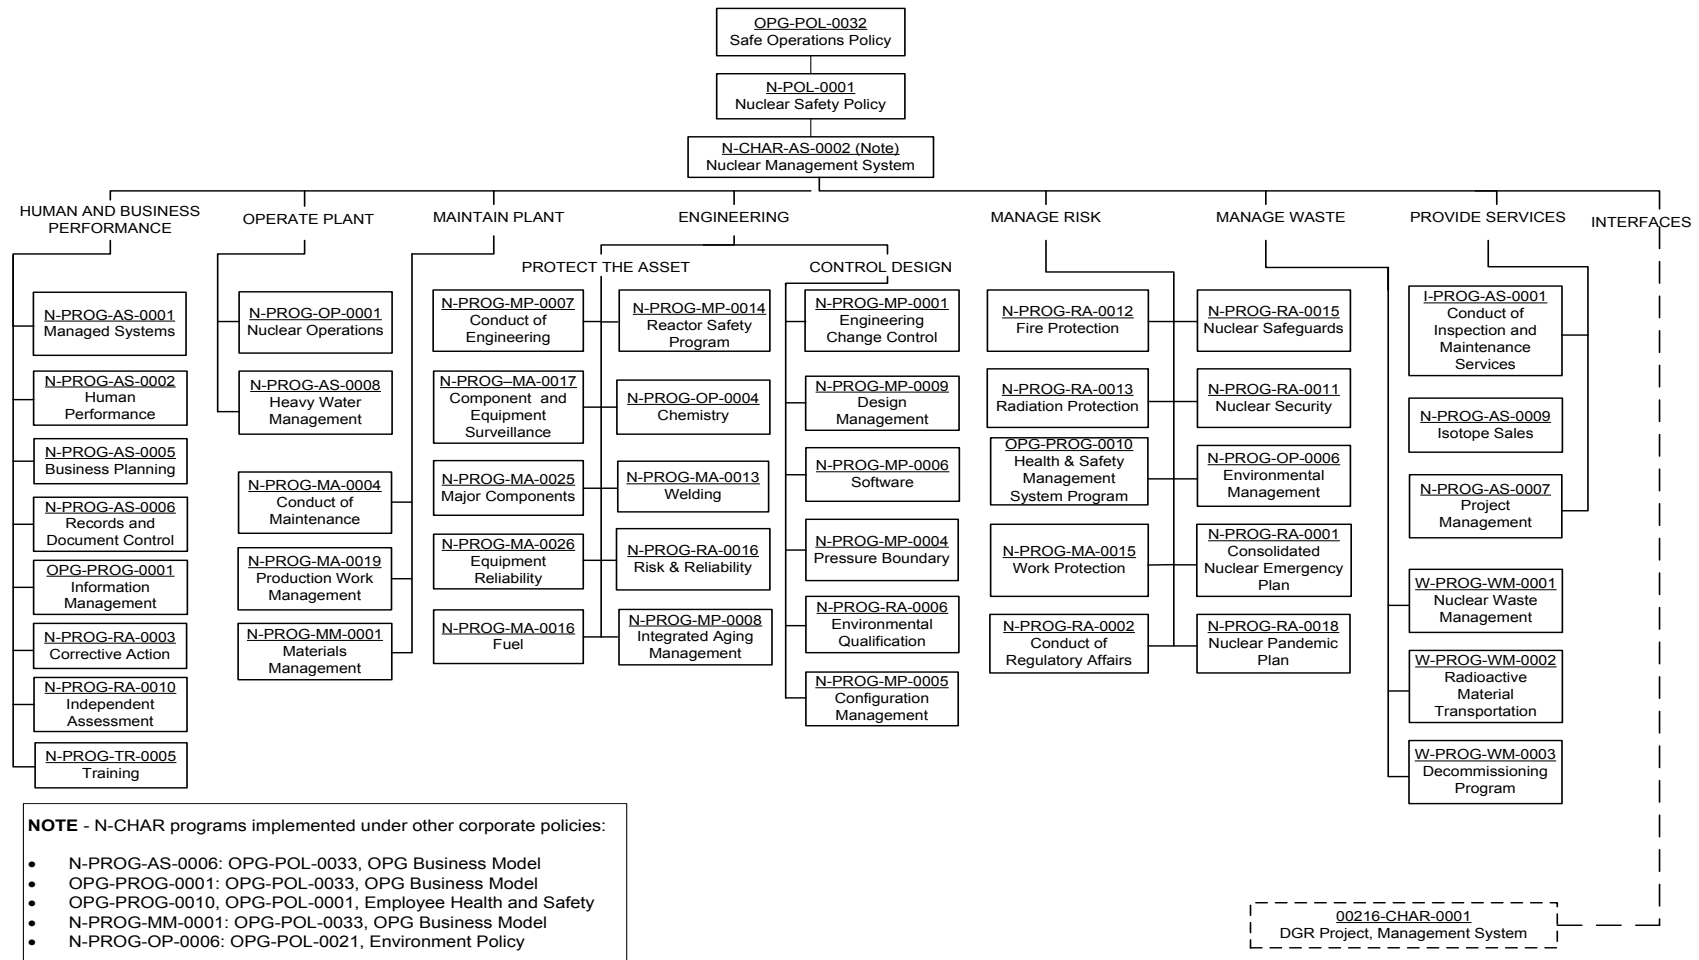 OPG-POL-0032
Safe Operations Policy
N-POL-0001
Nuclear Safety Policy
N-CHAR-AS-0002 (Note)
Nuclear Management System
HUMAN AND BUSINESS
PERFORMANCE
OPERATE PLANT
MAINTAIN PLANT
ENGINEERING
MANAGE RISK
MANAGE WASTE
PROVIDE SERVICES
INTERFACES
PROTECT THE ASSET
CONTROL DESIGN
N-PROG-AS-0001
Managed Systems
N-PROG-AS-0002
Human
Performance
N-PROG-AS-0005
Business Planning
N-PROG-AS-0006
Records and
Document Control
OPG-PROG-0001
Information
Management
N-PROG-RA-0003
Corrective Action
N-PROG-RA-0010
Independent
Assessment
N-PROG-TR-0005
Training
N-PROG-OP-0001
Nuclear Operations
N-PROG-AS-0008
Heavy Water
Management
N-PROG-MA-0004
Conduct of
Maintenance
N-PROG-MA-0019
Production Work
Management
N-PROG-MM-0001
Materials
Management
N-PROG-MP-0007
Conduct of
Engineering
N-PROG–MA-0017
Component and
Equipment
Surveillance
N-PROG-MA-0025
Major Components
N-PROG-MA-0026
Equipment
Reliability
N-PROG-MA-0016
Fuel
N-PROG-MP-0014
Reactor Safety
Program
N-PROG-OP-0004
Chemistry
N-PROG-MA-0013
Welding
N-PROG-RA-0016
Risk & Reliability
N-PROG-MP-0008
Integrated Aging
Management
N-PROG-MP-0001
Engineering
Change Control
N-PROG-MP-0009
Design
Management
N-PROG-MP-0006
Software
N-PROG-MP-0004
Pressure Boundary
N-PROG-RA-0006
Environmental
Qualification
N-PROG-MP-0005
Configuration
Management
N-PROG-RA-0012
Fire Protection
N-PROG-RA-0013
Radiation Protection
OPG-PROG-0010
Health & Safety
Management
System Program
N-PROG-MA-0015
Work Protection
N-PROG-RA-0002
Conduct of
Regulatory Affairs
N-PROG-RA-0015
Nuclear Safeguards
N-PROG-RA-0011
Nuclear Security
N-PROG-OP-0006
Environmental
Management
N-PROG-RA-0001
Consolidated
Nuclear Emergency
Plan
N-PROG-RA-0018
Nuclear Pandemic
Plan
I-PROG-AS-0001
Conduct of
Inspection and
Maintenance
Services
N-PROG-AS-0009
Isotope Sales
N-PROG-AS-0007
Project
Management
W-PROG-WM-0001
Nuclear Waste
Management
W-PROG-WM-0002
Radioactive
Material
Transportation
W-PROG-WM-0003
Decommissioning
Program
NOTE - N-CHAR programs implemented under other corporate policies:
• N-PROG-AS-0006: OPG-POL-0033, OPG Business Model
• OPG-PROG-0001: OPG-POL-0033, OPG Business Model
• OPG-PROG-0010, OPG-POL-0001, Employee Health and Safety
• N-PROG-MM-0001: OPG-POL-0033, OPG Business Model
• N-PROG-OP-0006: OPG-POL-0021, Environment Policy
00216-CHAR-0001
DGR Project, Management System